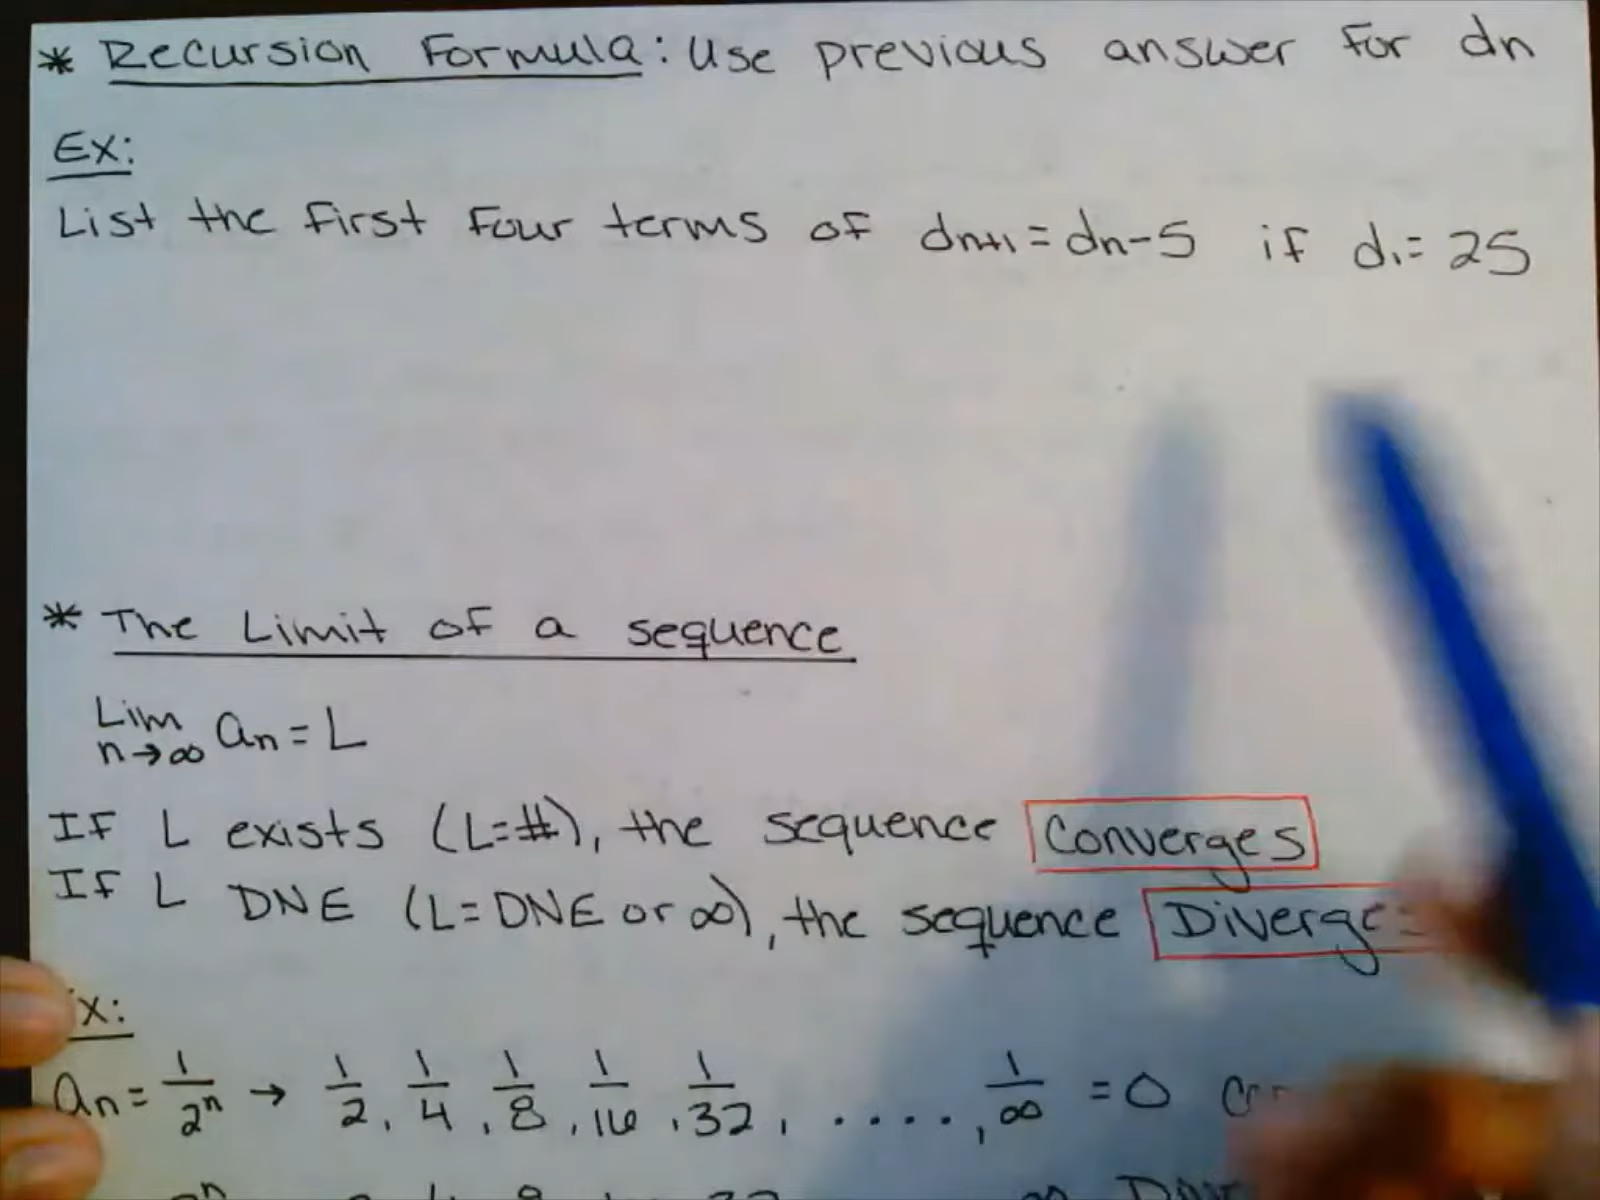 * Recursion Formula: Use previous answer for dn
Ex:
List the first four terms of dn+1 = dn-5 if d1 = 25
* The Limit of a sequence
Lim an = L
n→∞
If L exists (L=#), the sequence Converges
If L DNE (L=DNE or ∞), the sequence
x:
an = 1/2^n → 1/2, 1/4, 1/8, 1/16, 1/32, ....., 1/∞ = 0